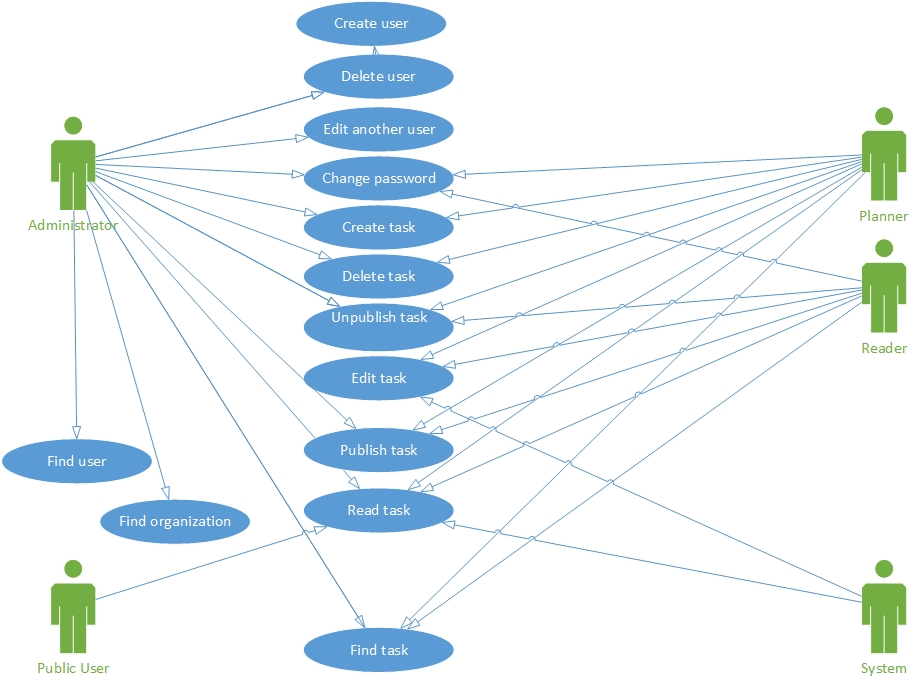 Create user
Delete user
Edit another user
Change password
Create task
Delete task
Unpublish task
Edit task
Publish task
Read task
Find task
Administrator
Find user
Find organization
Public User
Planner
Reader
System